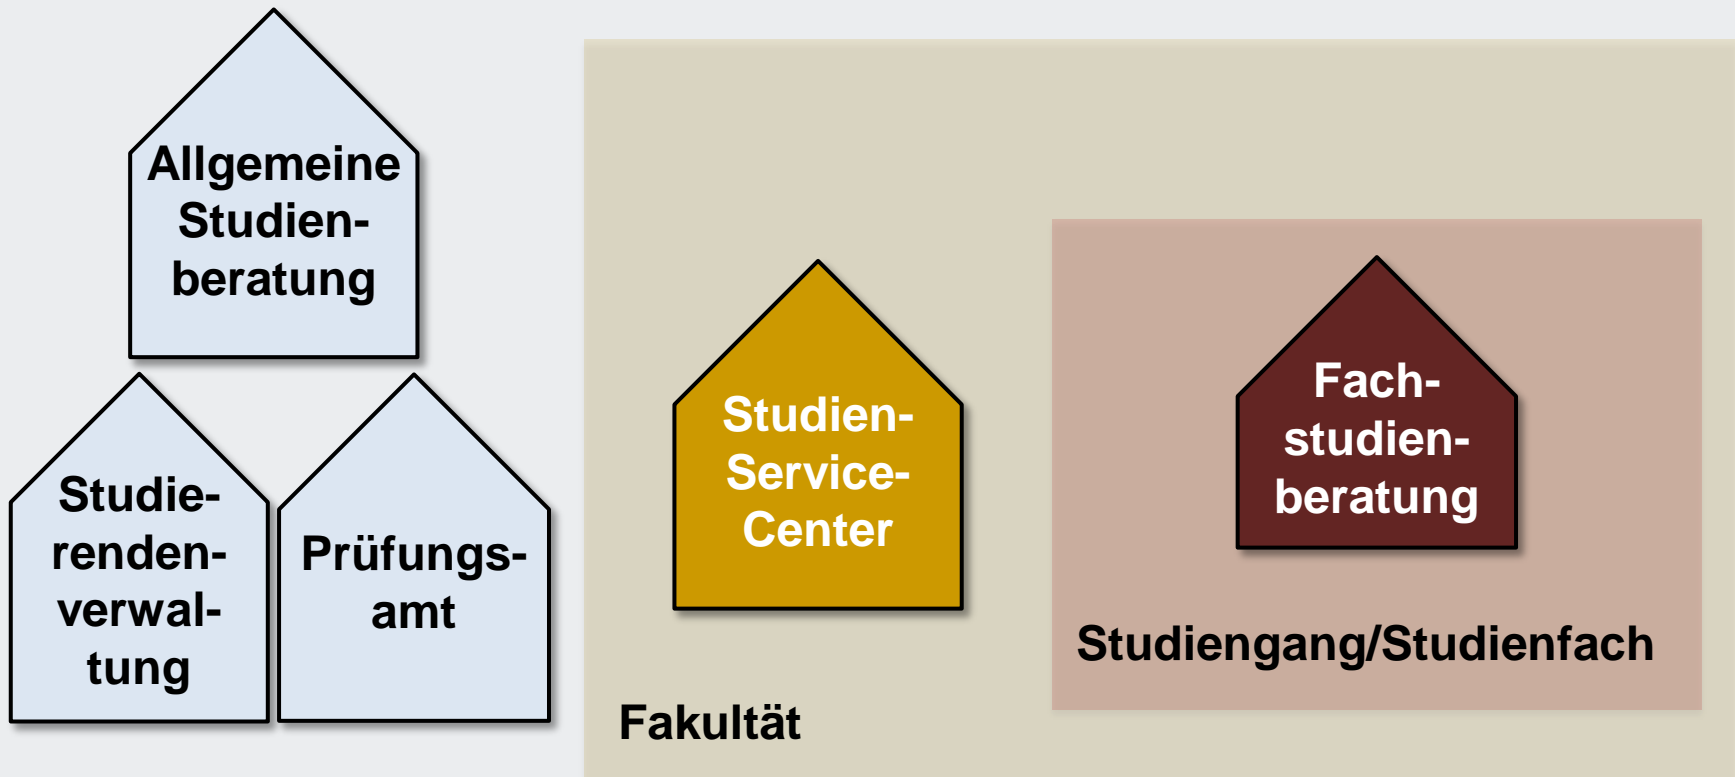 Allgemeine
Studien-
beratung
Studie-
renden-
verwal-
tung
Prüfungs-
amt
Studien-
Service-
Center
Fach-
studien-
beratung
Studiengang/Studienfach
Fakultät